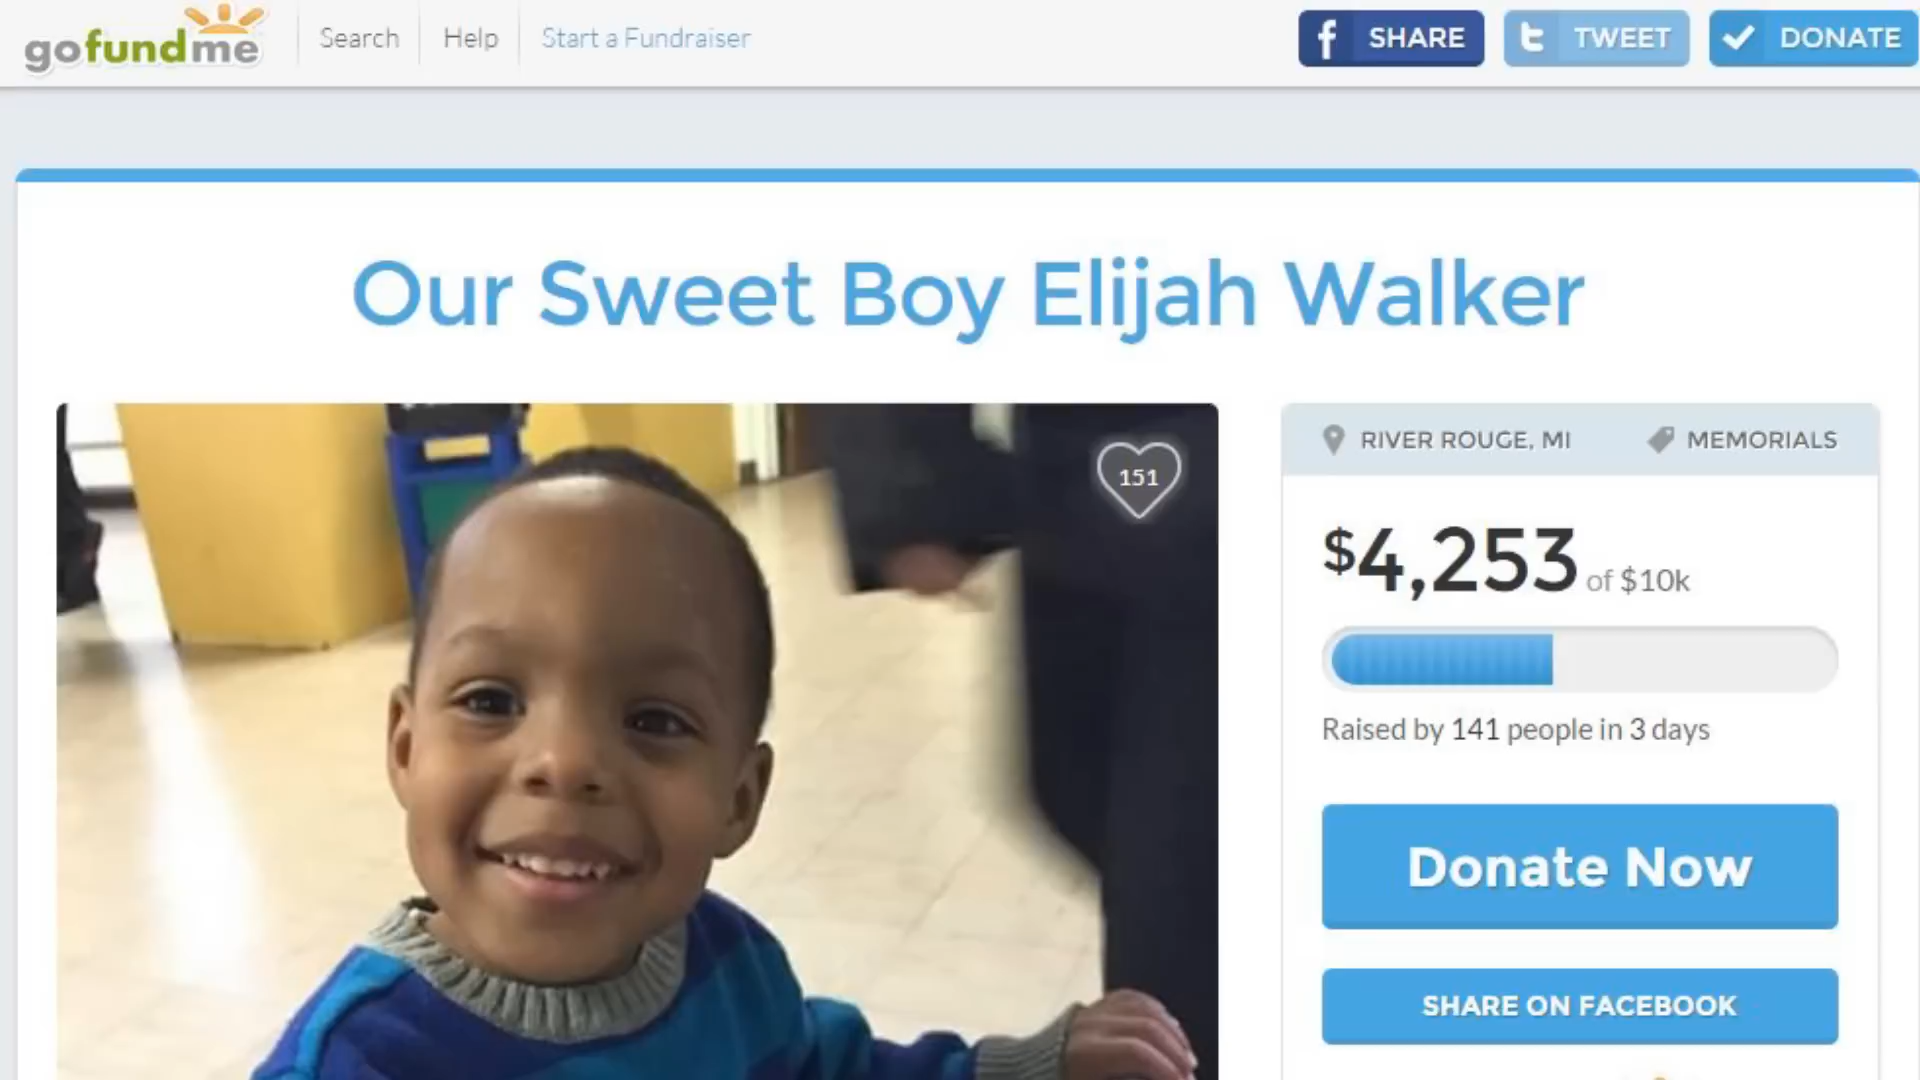 gofundme
Search
Help
Start a Fundraiser
SHARE
TWEET
DONATE
Our Sweet Boy Elijah Walker
151
RIVER ROUGE, MI
MEMORIALS
$4,253 of $10k
Raised by 141 people in 3 days
Donate Now
SHARE ON FACEBOOK